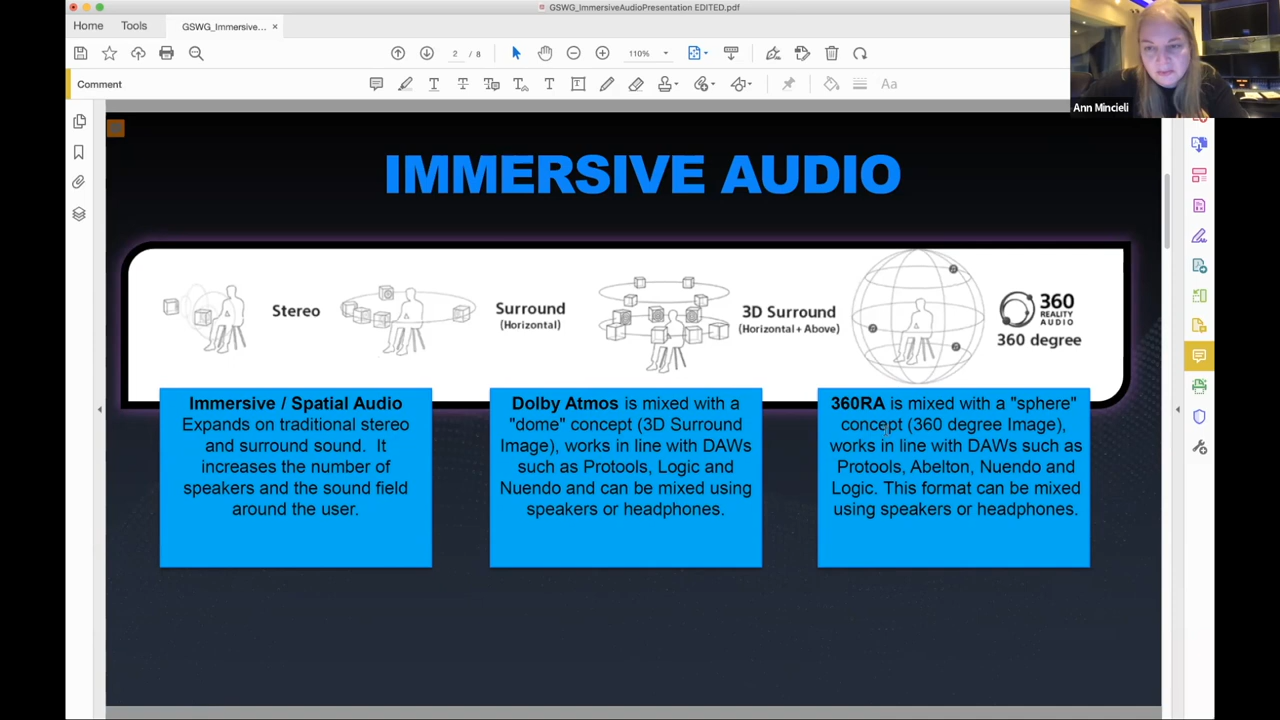 GSWG_ImmersiveAudioPresentation EDITED.pdf
Home
Tools
GSWG_Immersive...
2 / 8
110%
Comment
Aa
Ann Mincieli
IMMERSIVE AUDIO
Stereo
Surround
(Horizontal)
3D Surround
(Horizontal + Above)
360
REALITY
AUDIO
360 degree
Immersive / Spatial Audio
Expands on traditional stereo
and surround sound. It
increases the number of
speakers and the sound field
around the user.
Dolby Atmos is mixed with a
"dome" concept (3D Surround
Image), works in line with DAWs
such as Protools, Logic and
Nuendo and can be mixed using
speakers or headphones.
360RA is mixed with a "sphere"
concept (360 degree Image),
works in line with DAWs such as
Protools, Abelton, Nuendo and
Logic. This format can be mixed
using speakers or headphones.